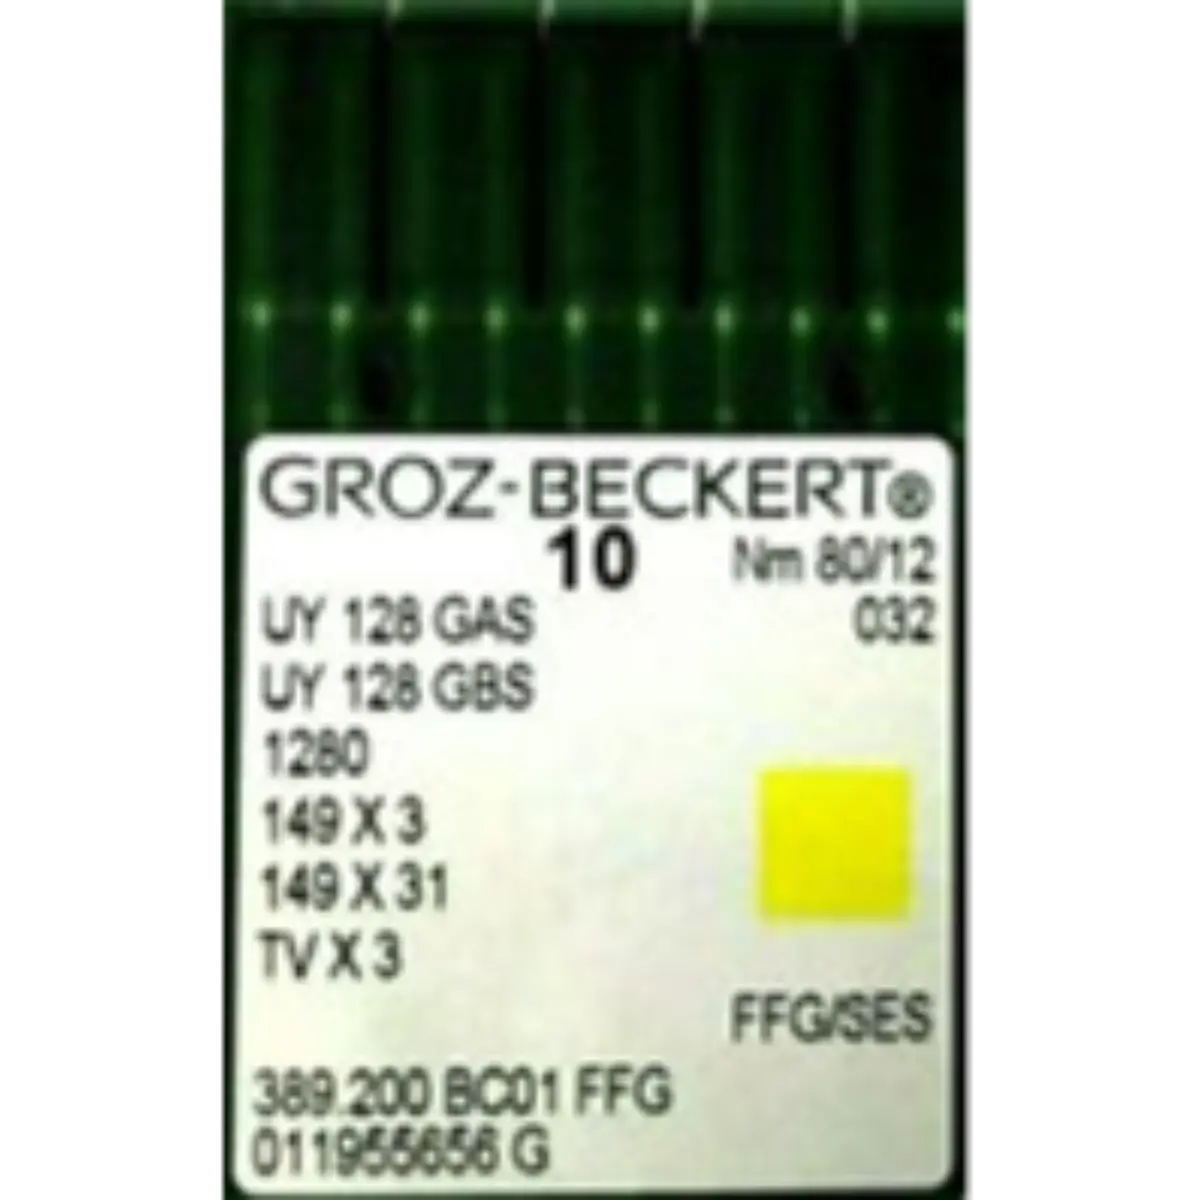 GROZ-BECKERT®
10 Nm 80/12
UY 128 GAS 032
UY 128 GBS
1280
149 X 3
149 X 31
TV X 3
FFG/SES
389.200 BC01 FFG
011955656 G